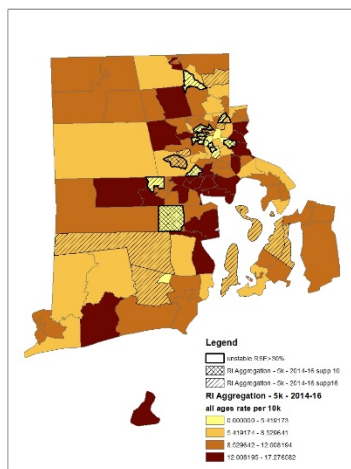 Legend
unstable RSE>30%
RI Aggregation - 5k - 2014-16 supp 10
RI Aggregation - 5k - 2014-16 supp16
RI Aggregation - 5k - 2014-16
all ages rate per 10k
0.000000 - 5.419173
5.419174 - 8.529641
8.529642 - 12.008194
12.008195 - 17.276082